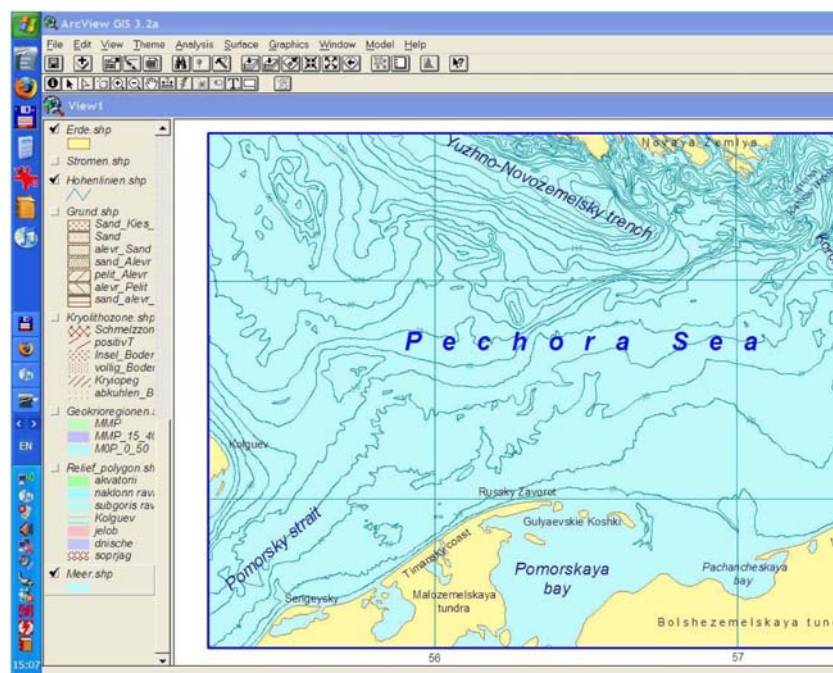 ArcView GIS 3.2a
File Edit View Theme Analysis Surface Graphics Window Model Help
View1
Erde.shp
Stromen.shp
Hohenlinien.shp
Grund.shp
Sand_Kies_
Sand
alevr_Sand
sand_Alevr
pelit_Alevr
alevr_Pelit
sand_alevr_
Kryolithozone.shp
Schmelzzon
positivT
Insel_Boder
vollig_Boder
Kryiopeg
abkuhlen_B
Geokrioregionen.
MMP
MMP_15_40
M0P_0_50
Relief_polygon.sh
akvatorii
naklonn rav
subgoris rav
Kolguev
jelob
dnische
soprjag
Meer.shp
EN
15:07
Novaya Zemlya
Yuzhno-Novozemelsky trench
Pechora Sea
Kolguev
Russky Zavorot
Gulyaevskie Koshki
Pomorsky strait
Timansky coast
Pomorskaya
bay
Pachancheskaya
bay
Sengeysky
Malozemelskaya
tundra
Bolshezemelskaya tun
56
57